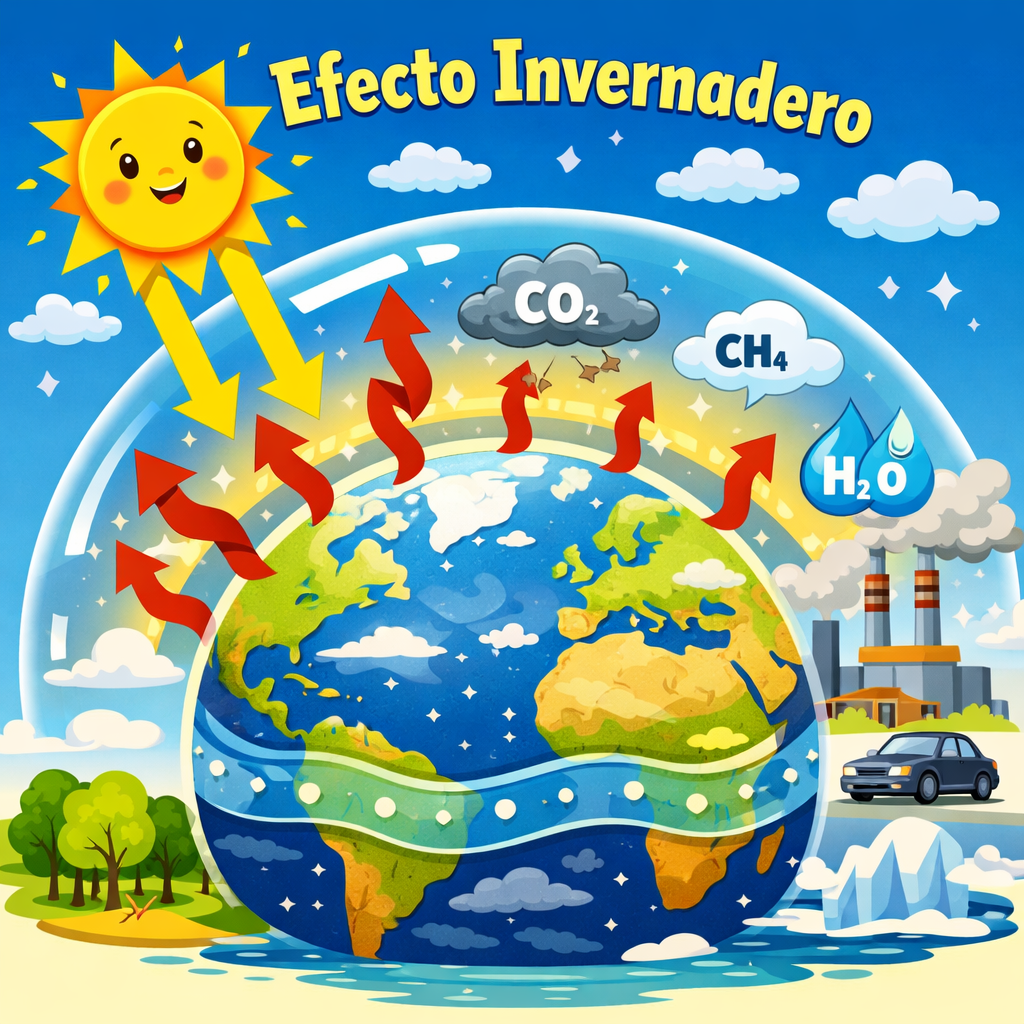 Efecto Invernadero
CO₂
CH₄
H₂O